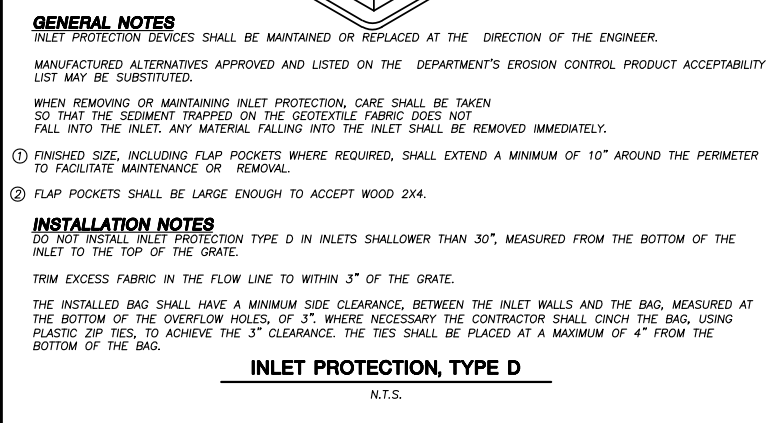 GENERAL NOTES
INLET PROTECTION DEVICES SHALL BE MAINTAINED OR REPLACED AT THE DIRECTION OF THE ENGINEER.
MANUFACTURED ALTERNATIVES APPROVED AND LISTED ON THE DEPARTMENT'S EROSION CONTROL PRODUCT ACCEPTABILITY
LIST MAY BE SUBSTITUTED.
WHEN REMOVING OR MAINTAINING INLET PROTECTION, CARE SHALL BE TAKEN
SO THAT THE SEDIMENT TRAPPED ON THE GEOTEXTILE FABRIC DOES NOT
FALL INTO THE INLET. ANY MATERIAL FALLING INTO THE INLET SHALL BE REMOVED IMMEDIATELY.
① FINISHED SIZE, INCLUDING FLAP POCKETS WHERE REQUIRED, SHALL EXTEND A MINIMUM OF 10" AROUND THE PERIMETER
TO FACILITATE MAINTENANCE OR REMOVAL.
② FLAP POCKETS SHALL BE LARGE ENOUGH TO ACCEPT WOOD 2X4.
INSTALLATION NOTES
DO NOT INSTALL INLET PROTECTION TYPE D IN INLETS SHALLOWER THAN 30", MEASURED FROM THE BOTTOM OF THE
INLET TO THE TOP OF THE GRATE.
TRIM EXCESS FABRIC IN THE FLOW LINE TO WITHIN 3" OF THE GRATE.
THE INSTALLED BAG SHALL HAVE A MINIMUM SIDE CLEARANCE, BETWEEN THE INLET WALLS AND THE BAG, MEASURED AT
THE BOTTOM OF THE OVERFLOW HOLES, OF 3". WHERE NECESSARY THE CONTRACTOR SHALL CINCH THE BAG, USING
PLASTIC ZIP TIES, TO ACHIEVE THE 3" CLEARANCE. THE TIES SHALL BE PLACED AT A MAXIMUM OF 4" FROM THE
BOTTOM OF THE BAG.
INLET PROTECTION, TYPE D
N.T.S.